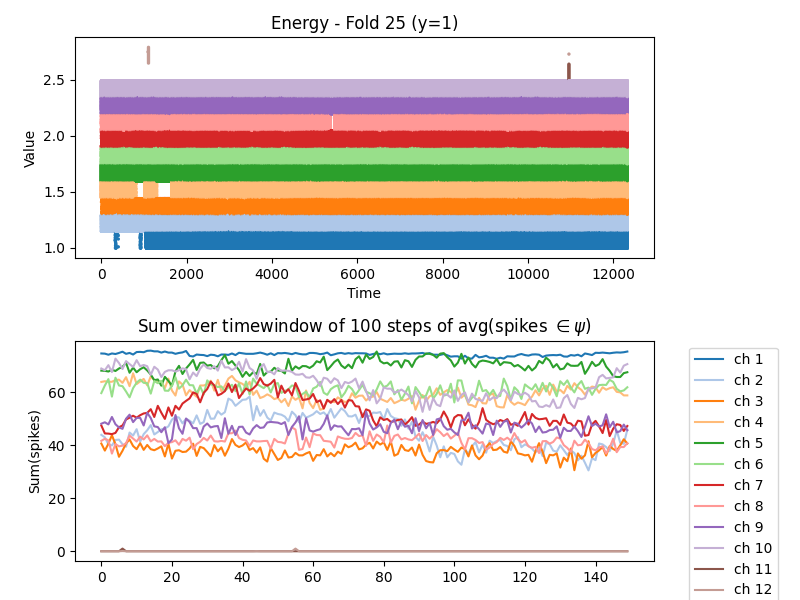 Energy - Fold 25 (y=1)
Value
2.5
2.0
1.5
1.0
0 2000 4000 6000 8000 10000 12000
Time
Sum over timewindow of 100 steps of avg(spikes ∈ ψ)
Sum(spikes)
60
40
20
0
0 20 40 60 80 100 120 140
ch 1
ch 2
ch 3
ch 4
ch 5
ch 6
ch 7
ch 8
ch 9
ch 10
ch 11
ch 12